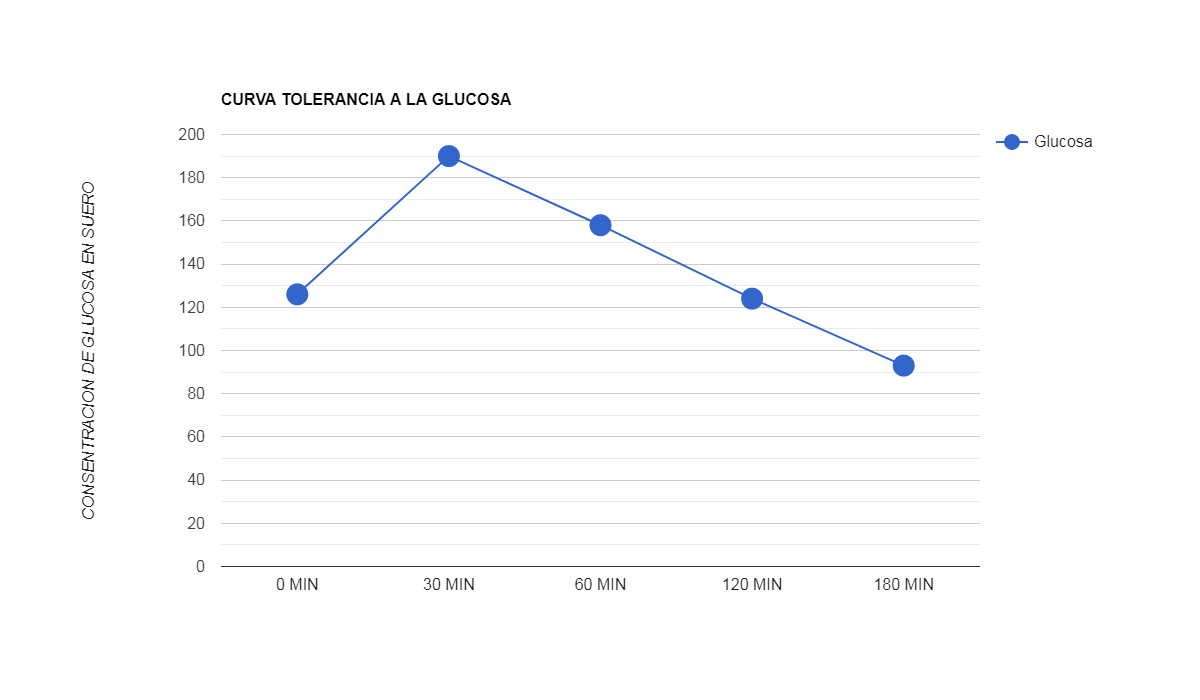 CURVA TOLERANCIA A LA GLUCOSA
Glucosa
CONSENTRACION DE GLUCOSA EN SUERO
200
180
160
140
120
100
80
60
40
20
0
0 MIN
30 MIN
60 MIN
120 MIN
180 MIN